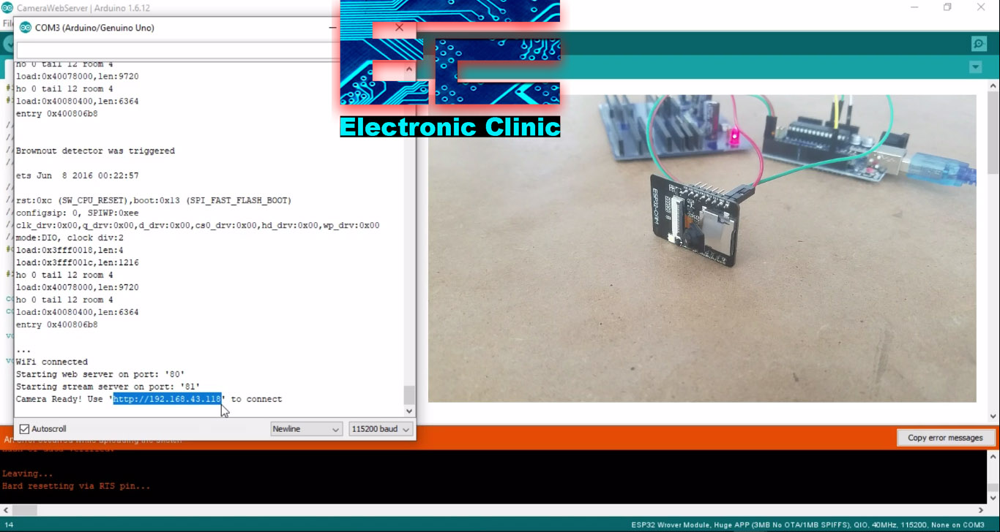 CameraWebServer | Arduino 1.6.12
COM3 (Arduino/Genuino Uno)
ho 0 tail 12 room 4
load:0x40078000,len:9720
ho 0 tail 12 room 4
load:0x40080400,len:6364
entry 0x400806b8
Brownout detector was triggered
ets Jun  8 2016 00:22:57
rst:0xc (SW_CPU_RESET),boot:0x13 (SPI_FAST_FLASH_BOOT)
configsip: 0, SPIWP:0xee
clk_drv:0x00,q_drv:0x00,d_drv:0x00,cs0_drv:0x00,hd_drv:0x00,wp_drv:0x00
mode:DIO, clock div:2
load:0x3fff0018,len:4
load:0x3fff001c,len:1216
ho 0 tail 12 room 4
load:0x40078000,len:9720
ho 0 tail 12 room 4
load:0x40080400,len:6364
entry 0x400806b8
...
WiFi connected
Starting web server on port: '80'
Starting stream server on port: '81'
Camera Ready! Use 'http://192.168.43.118' to connect
Autoscroll
Newline
115200 baud
EC
Electronic Clinic
ESP32-CAM
An error occurred while uploading the sketch
Copy error messages
Leaving...
Hard resetting via RTS pin...
14
ESP32 Wrover Module, Huge APP (3MB No OTA/1MB SPIFFS), QIO, 40MHz, 115200, None on COM3